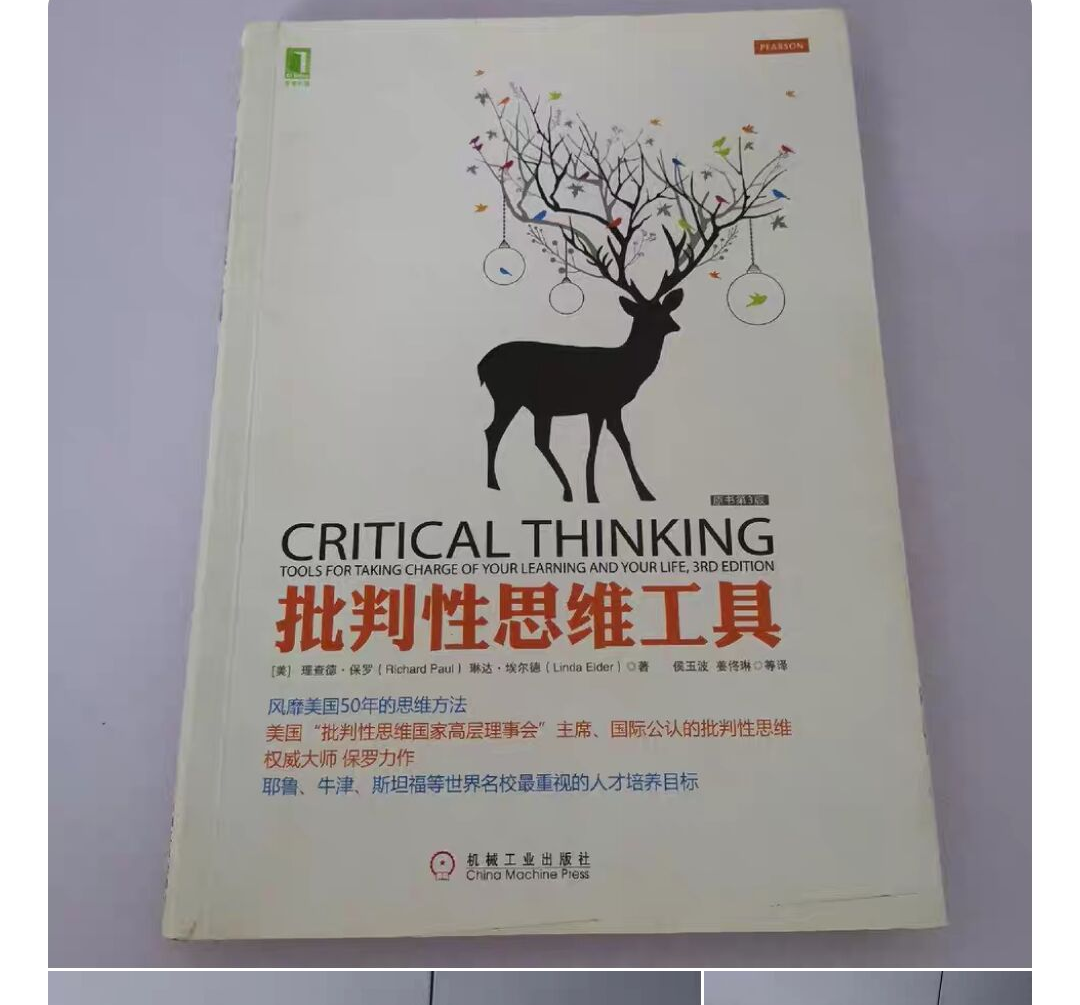 PEARSON
原书第3版
CRITICAL THINKING
TOOLS FOR TAKING CHARGE OF YOUR LEARNING AND YOUR LIFE, 3RD EDITION
批判性思维工具
[美] 理查德·保罗（Richard Paul）琳达·埃尔德（Linda Elder）◎著 侯玉波 姜佟琳◎等译
风靡美国50年的思维方法
美国“批判性思维国家高层理事会”主席、国际公认的批判性思维
权威大师 保罗力作
耶鲁、牛津、斯坦福等世界名校最重视的人才培养目标
机械工业出版社
China Machine Press